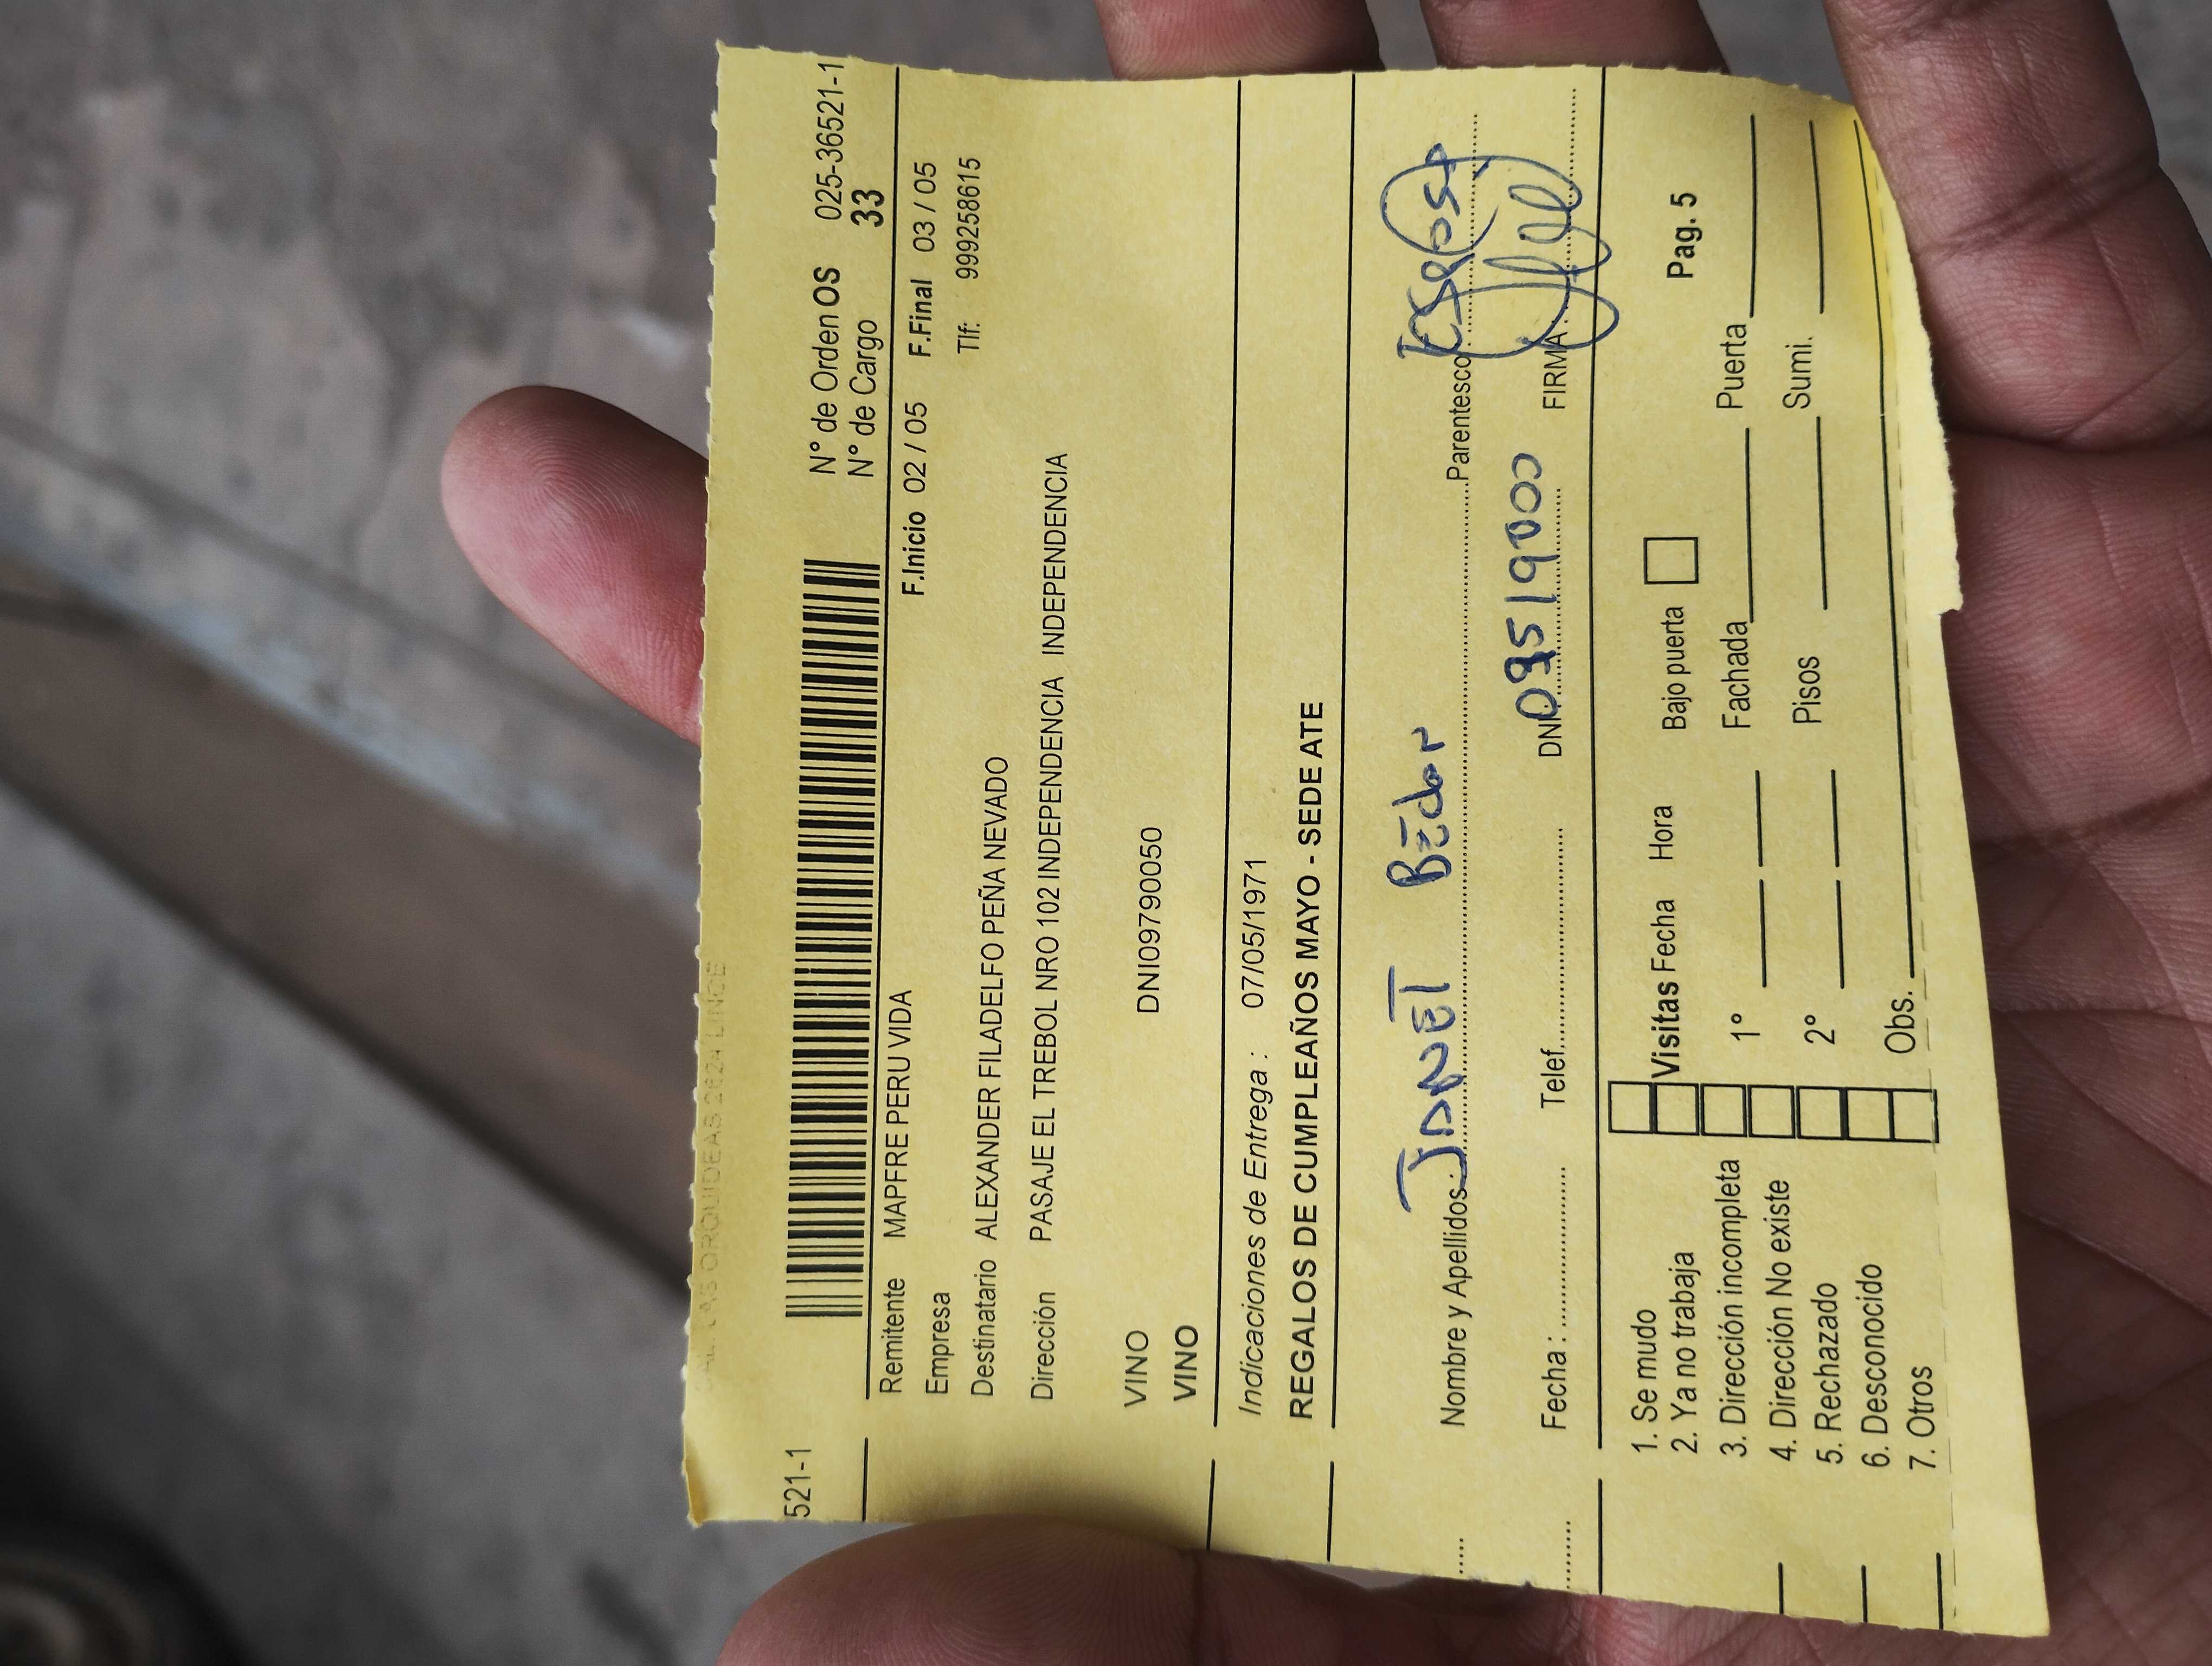 CAL. LAS ORQUIDEAS 2624 LINCE
521-1
N° de Orden OS 025-36521-1
N° de Cargo 33
Remitente MAPFRE PERU VIDA
F.Inicio 02 / 05 F.Final 03 / 05
Empresa
Tlf: 999258615
Destinatario ALEXANDER FILADELFO PEÑA NEVADO
Dirección PASAJE EL TREBOL NRO 102 INDEPENDENCIA INDEPENDENCIA
VINO DNI09790050
VINO
Indicaciones de Entrega : 07/05/1971
REGALOS DE CUMPLEAÑOS MAYO - SEDE ATE
Nombre y Apellidos: JANET Parentesco: Esposa
Fecha : Telef. DNI FIRMA
1. Se mudo Visitas Fecha Hora Bajo puerta Pag. 5
2. Ya no trabaja
3. Dirección incompleta 1° Fachada Puerta
4. Dirección No existe
5. Rechazado 2° Pisos Sumi.
6. Desconocido
7. Otros Obs.